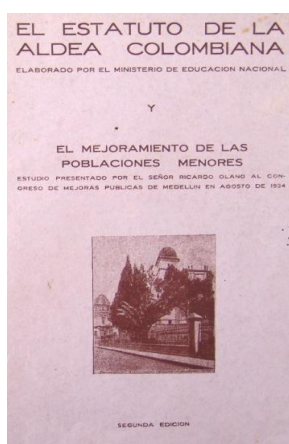 EL ESTATUTO DE LA
ALDEA COLOMBIANA
ELABORADO POR EL MINISTERIO DE EDUCACION NACIONAL
Y
EL MEJORAMIENTO DE LAS
POBLACIONES MENORES
ESTUDIO PRESENTADO POR EL SEÑOR RICARDO OLANO AL CON-
GRESO DE MEJORAS PUBLICAS DE MEDELLIN EN AGOSTO DE 1934
SEGUNDA EDICION